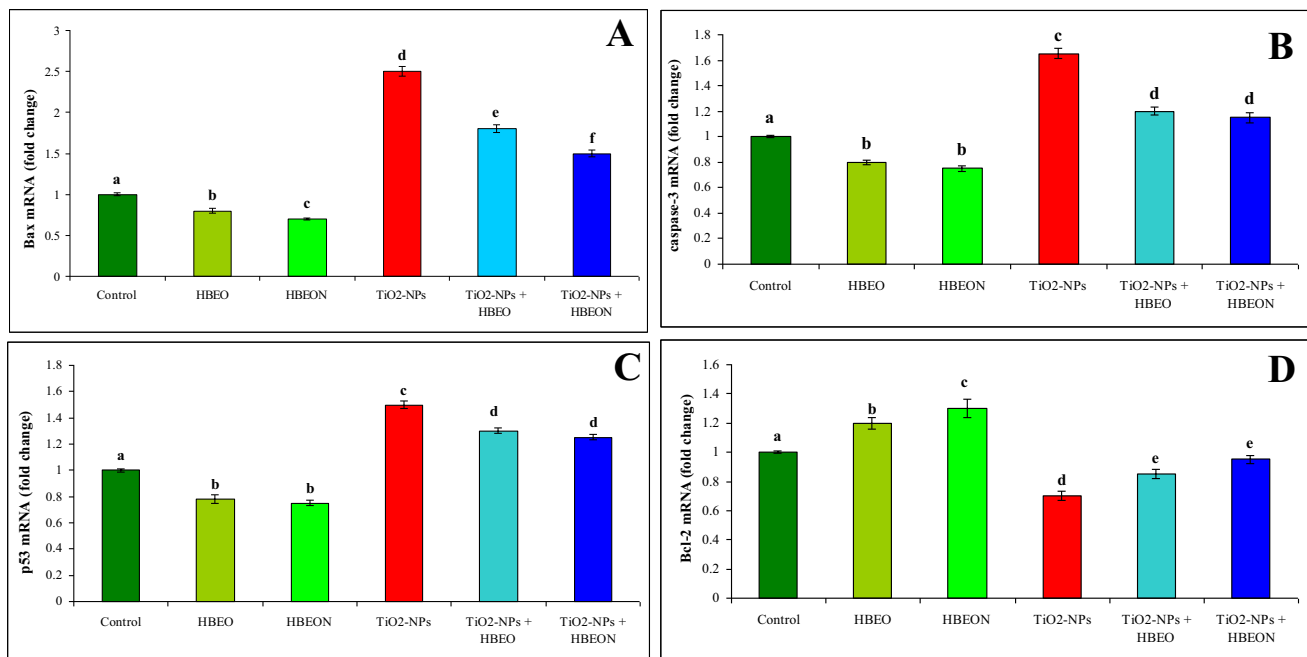 A
Bax mRNA (fold change)
3
2.5
2
1.5
1
0.5
0
a
b
c
d
e
f
Control
HBEO
HBEON
TiO2-NPs
TiO2-NPs +
HBEO
TiO2-NPs +
HBEON
B
caspase-3 mRNA (fold change)
1.8
1.6
1.4
1.2
1
0.8
0.6
0.4
0.2
0
a
b
b
c
d
d
Control
HBEO
HBEON
TiO2-NPs
TiO2-NPs +
HBEO
TiO2-NPs +
HBEON
C
p53 mRNA (fold change)
1.8
1.6
1.4
1.2
1
0.8
0.6
0.4
0.2
0
a
b
b
c
d
d
Control
HBEO
HBEON
TiO2-NPs
TiO2-NPs +
HBEO
TiO2-NPs +
HBEON
D
Bcl-2 mRNA (fold change)
1.6
1.4
1.2
1
0.8
0.6
0.4
0.2
0
a
b
c
d
e
e
Control
HBEO
HBEON
TiO2-NPs
TiO2-NPs +
HBEO
TiO2-NPs +
HBEON